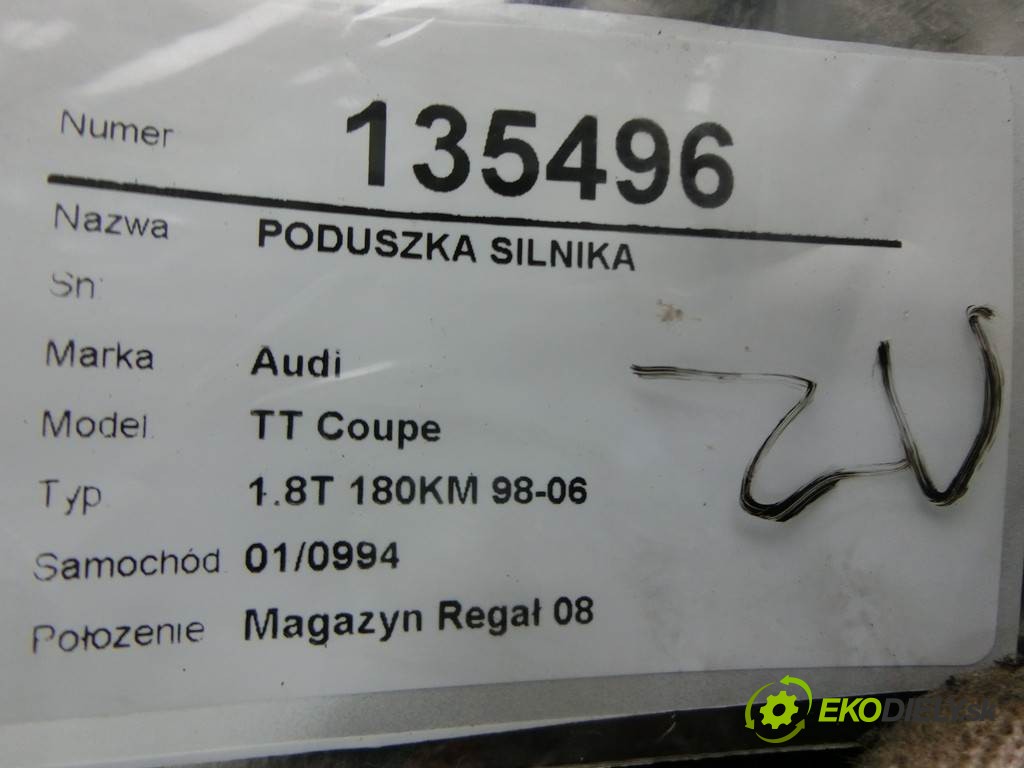 Numer 135496
Nazwa PODUSZKA SILNIKA
Sn
Marka Audi
Model TT Coupe
Typ 1.8T 180KM 98-06
Samochód 01/0994
Położenie Magazyn Regał 08
EKODIELY.SK